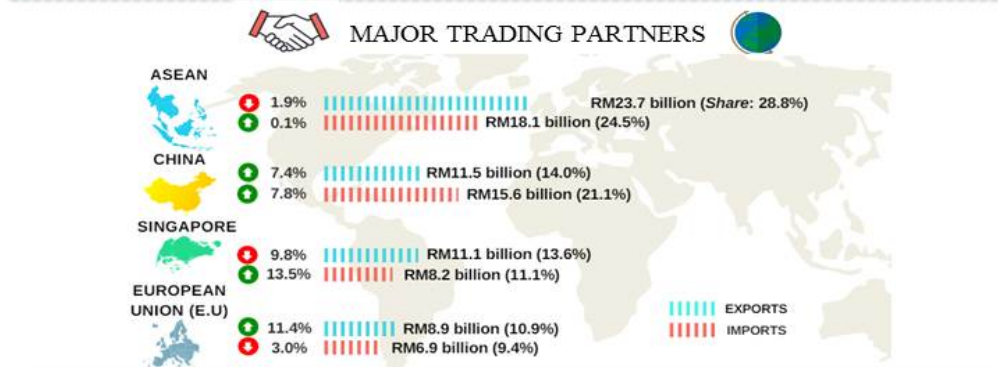 MAJOR TRADING PARTNERS
ASEAN
1.9% RM23.7 billion (Share: 28.8%)
0.1% RM18.1 billion (24.5%)
CHINA
7.4% RM11.5 billion (14.0%)
7.8% RM15.6 billion (21.1%)
SINGAPORE
9.8% RM11.1 billion (13.6%)
13.5% RM8.2 billion (11.1%)
EUROPEAN
UNION (E.U)
11.4% RM8.9 billion (10.9%)
3.0% RM6.9 billion (9.4%)
EXPORTS
IMPORTS